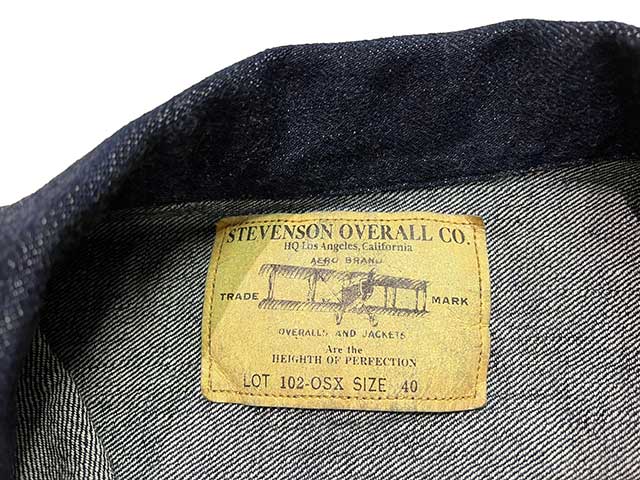 STEVENSON OVERALL CO.
HQ Los Angeles, California
AERO BRAND
TRADE MARK
OVERALLS AND JACKETS
Are the
HEIGHTH OF PERFECTION
LOT 102-OSX SIZE 40